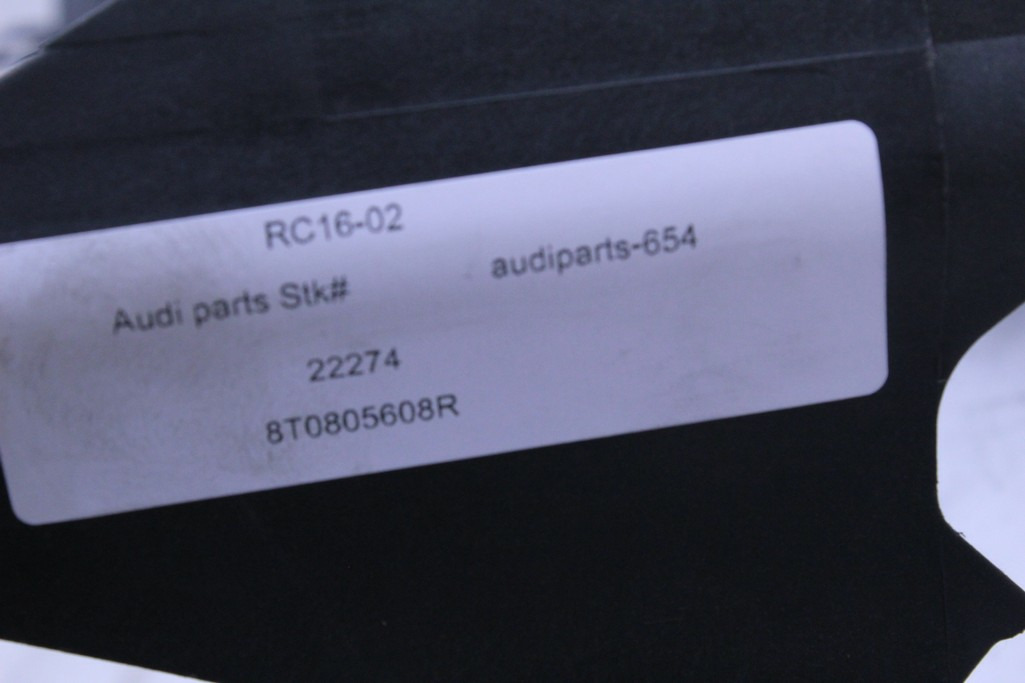 RC16-02
Audi parts Stk# audiparts-654
22274
8T0805608R